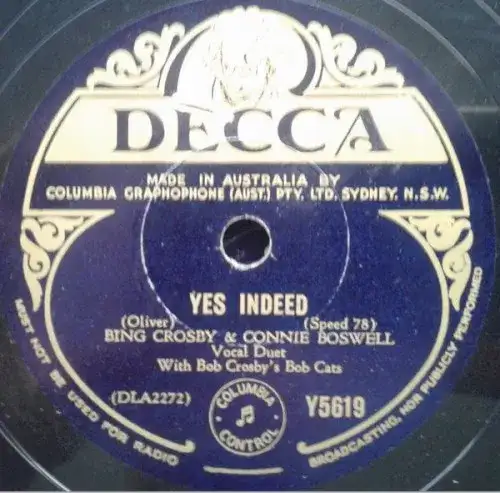 DECCA
MADE IN AUSTRALIA BY
COLUMBIA GRAPHOPHONE (AUST.) PTY. LTD. SYDNEY, N.S.W.
YES INDEED
(Oliver) (Speed 78)
BING CROSBY & CONNIE BOSWELL
Vocal Duet
With Bob Crosby's Bob Cats
(DLA2272) COLUMBIA CONTROL Y5619
MUST NOT BE USED FOR RADIO BROADCASTING, NOR PUBLICLY PERFORMED